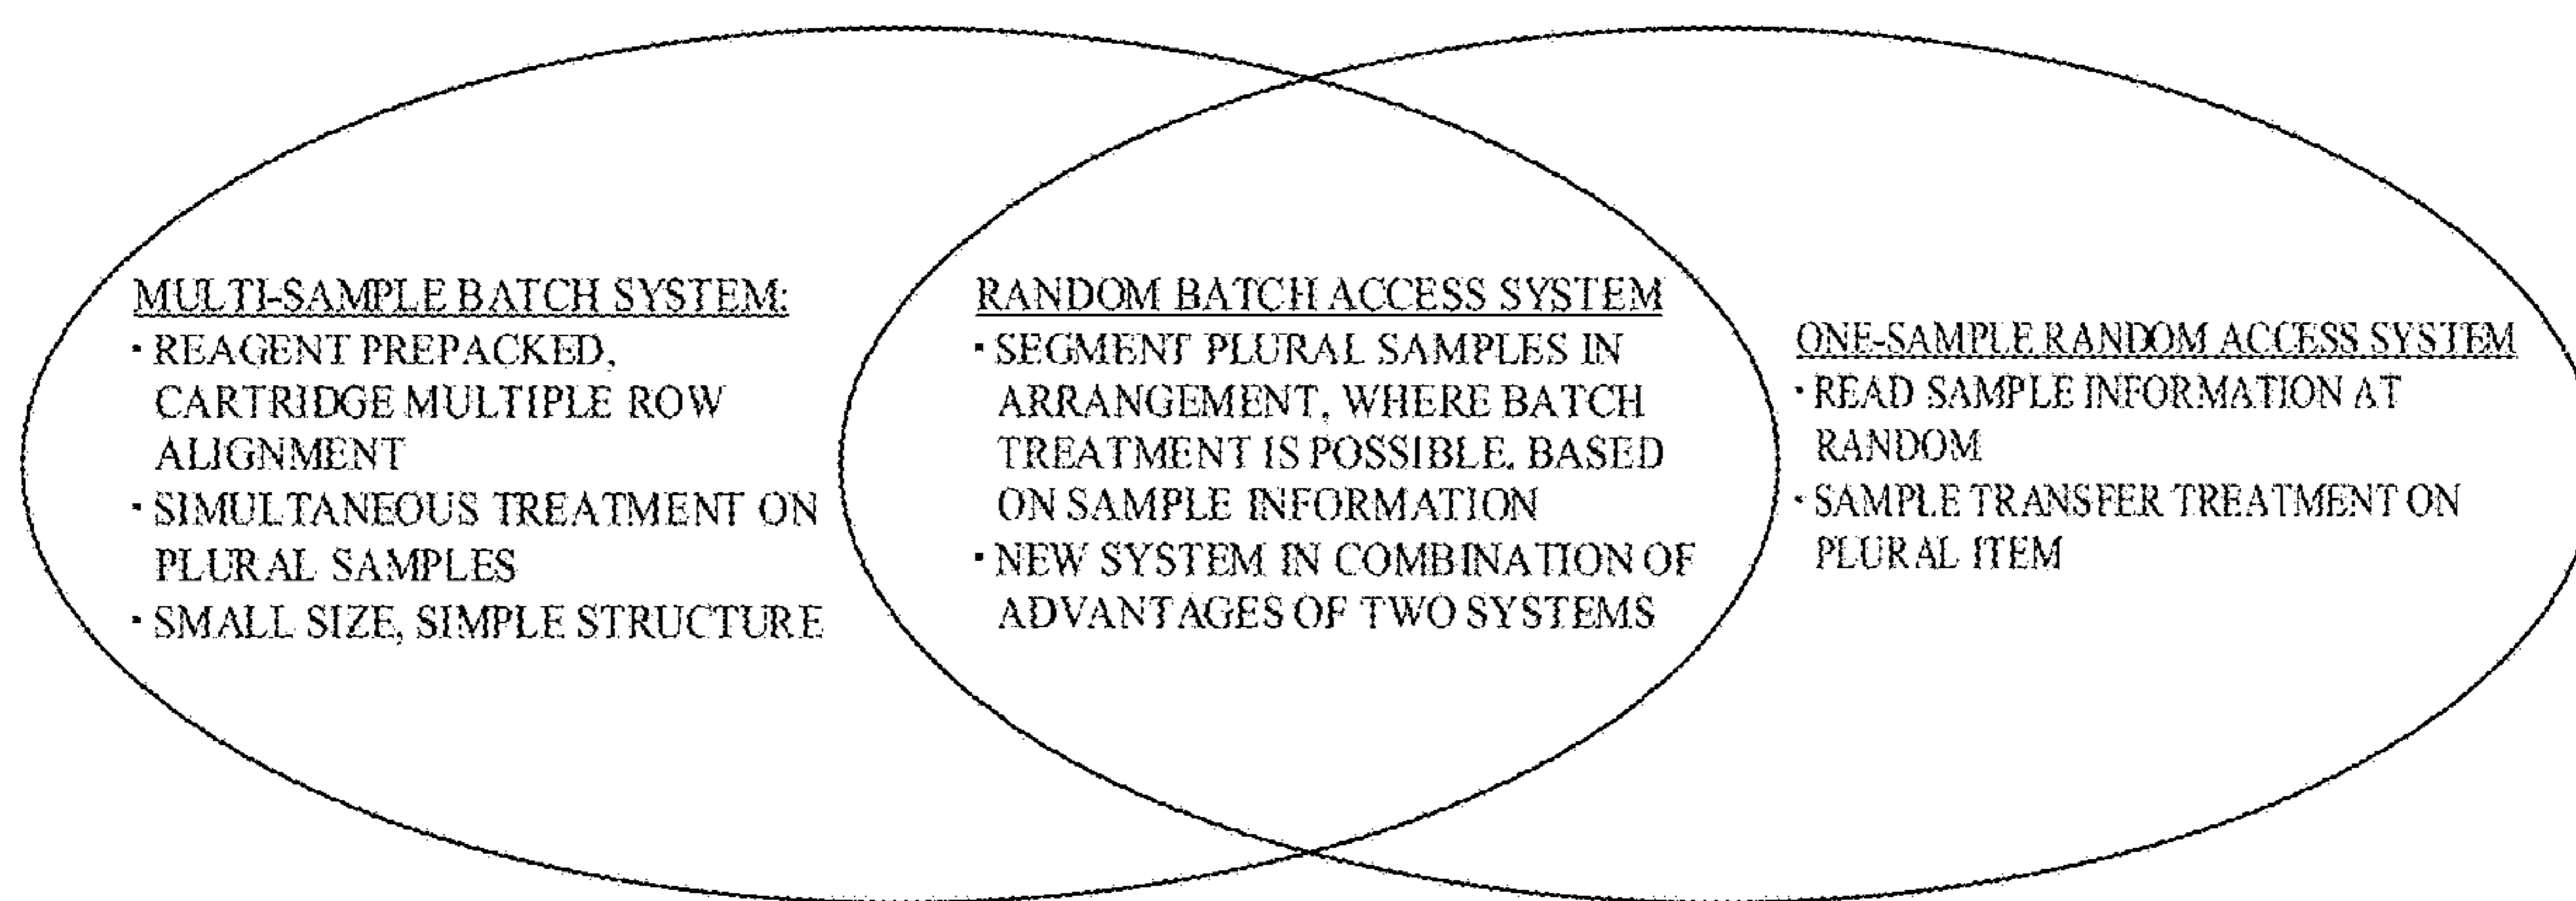 MULTI-SAMPLE BATCH SYSTEM:
· REAGENT PREPACKED,
CARTRIDGE MULTIPLE ROW
ALIGNMENT
· SIMULTANEOUS TREATMENT ON
PLURAL SAMPLES
· SMALL SIZE, SIMPLE STRUCTURE
RANDOM BATCH ACCESS SYSTEM
· SEGMENT PLURAL SAMPLES IN
ARRANGEMENT, WHERE BATCH
TREATMENT IS POSSIBLE. BASED
ON SAMPLE INFORMATION
· NEW SYSTEM IN COMBINATION OF
ADVANTAGES OF TWO SYSTEMS
ONE-SAMPLE RANDOM ACCESS SYSTEM
· READ SAMPLE INFORMATION AT
RANDOM
· SAMPLE TRANSFER TREATMENT ON
PLURAL ITEM